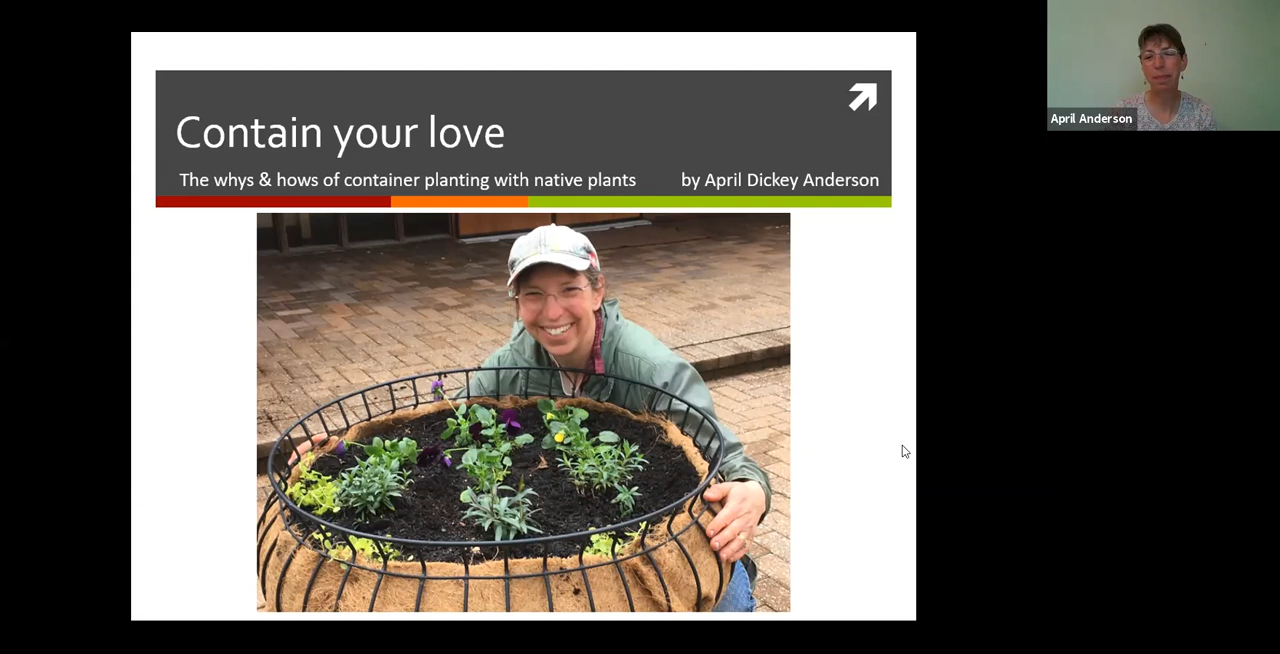 Contain your love
The whys & hows of container planting with native plants by April Dickey Anderson
April Anderson